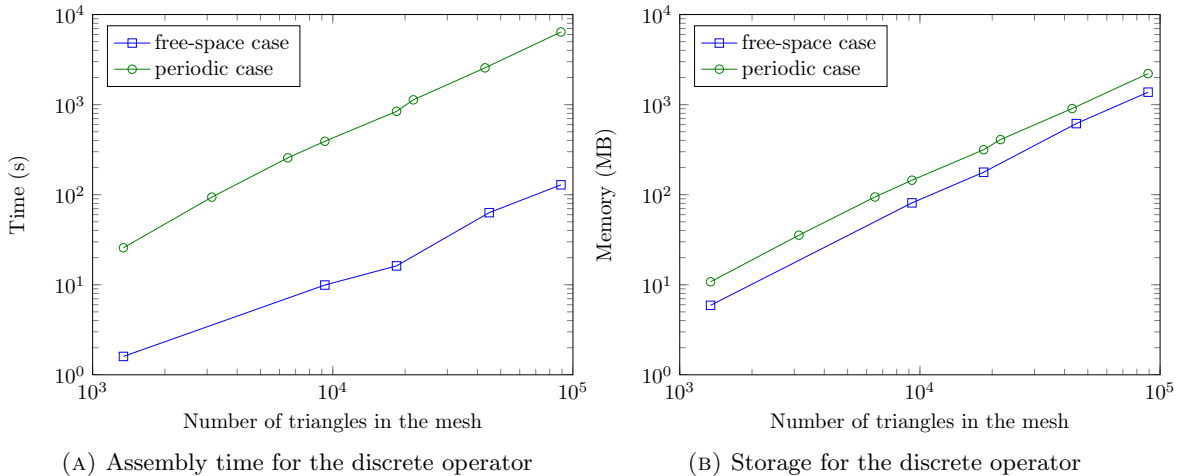 free-space case
periodic case
10^4
10^3
10^2
10^1
10^0
Time (s)
10^3
10^4
10^5
Number of triangles in the mesh
(A) Assembly time for the discrete operator
free-space case
periodic case
10^4
10^3
10^2
10^1
10^0
Memory (MB)
10^3
10^4
10^5
Number of triangles in the mesh
(B) Storage for the discrete operator